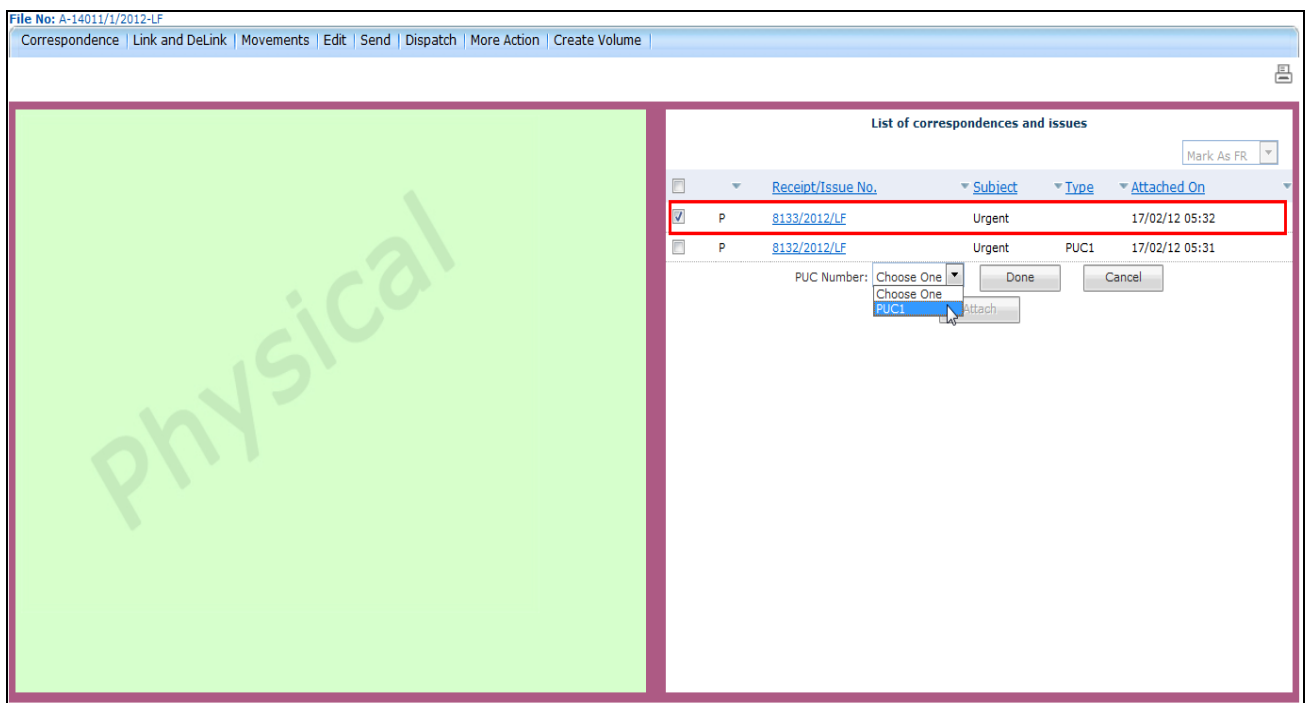 File No: A-14011/1/2012-LF
Correspondence | Link and DeLink | Movements | Edit | Send | Dispatch | More Action | Create Volume |
Physical
List of correspondences and issues
Mark As FR
Receipt/Issue No. Subject Type Attached On
P 8133/2012/LF Urgent 17/02/12 05:32
P 8132/2012/LF Urgent PUC1 17/02/12 05:31
PUC Number: Choose One Done Cancel
Choose One
PUC1 Attach